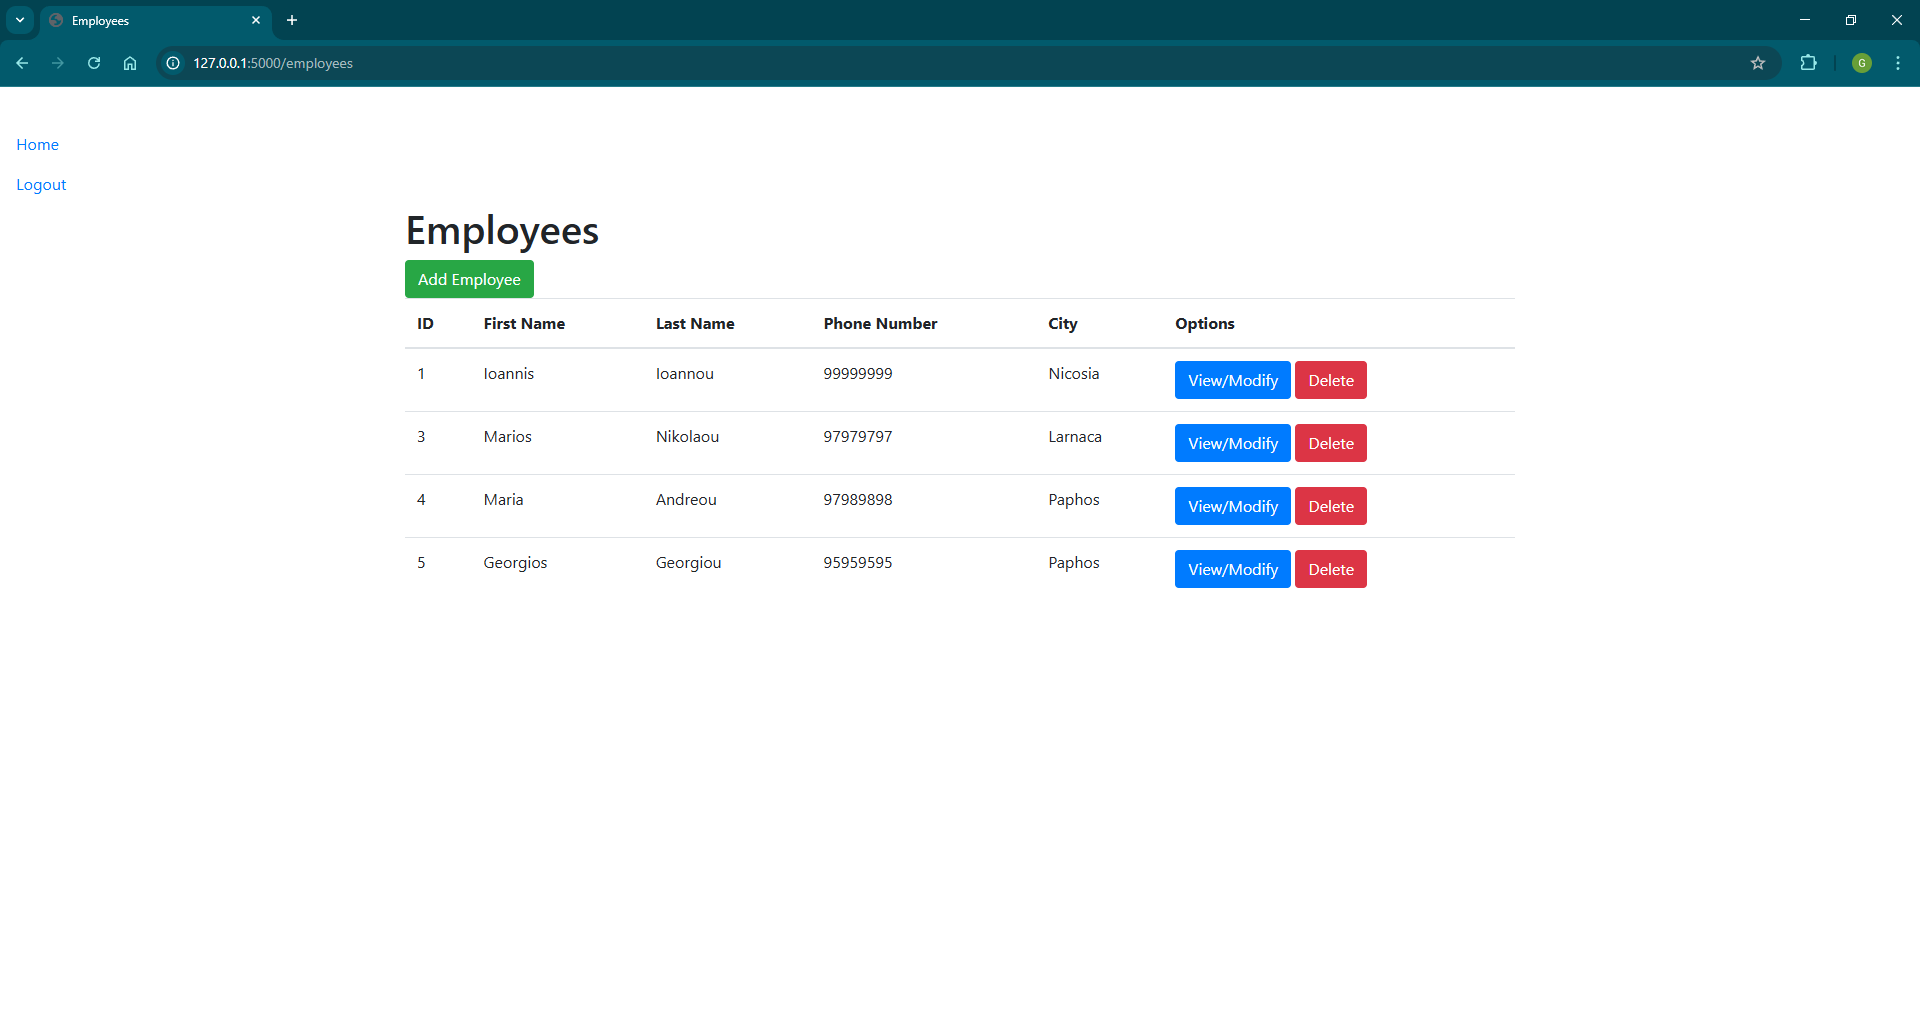 Employees
127.0.0.1:5000/employees
G
Home
Logout
Employees
Add Employee
ID First Name Last Name Phone Number City Options
1 Ioannis Ioannou 99999999 Nicosia View/Modify Delete
3 Marios Nikolaou 97979797 Larnaca View/Modify Delete
4 Maria Andreou 97989898 Paphos View/Modify Delete
5 Georgios Georgiou 95959595 Paphos View/Modify Delete